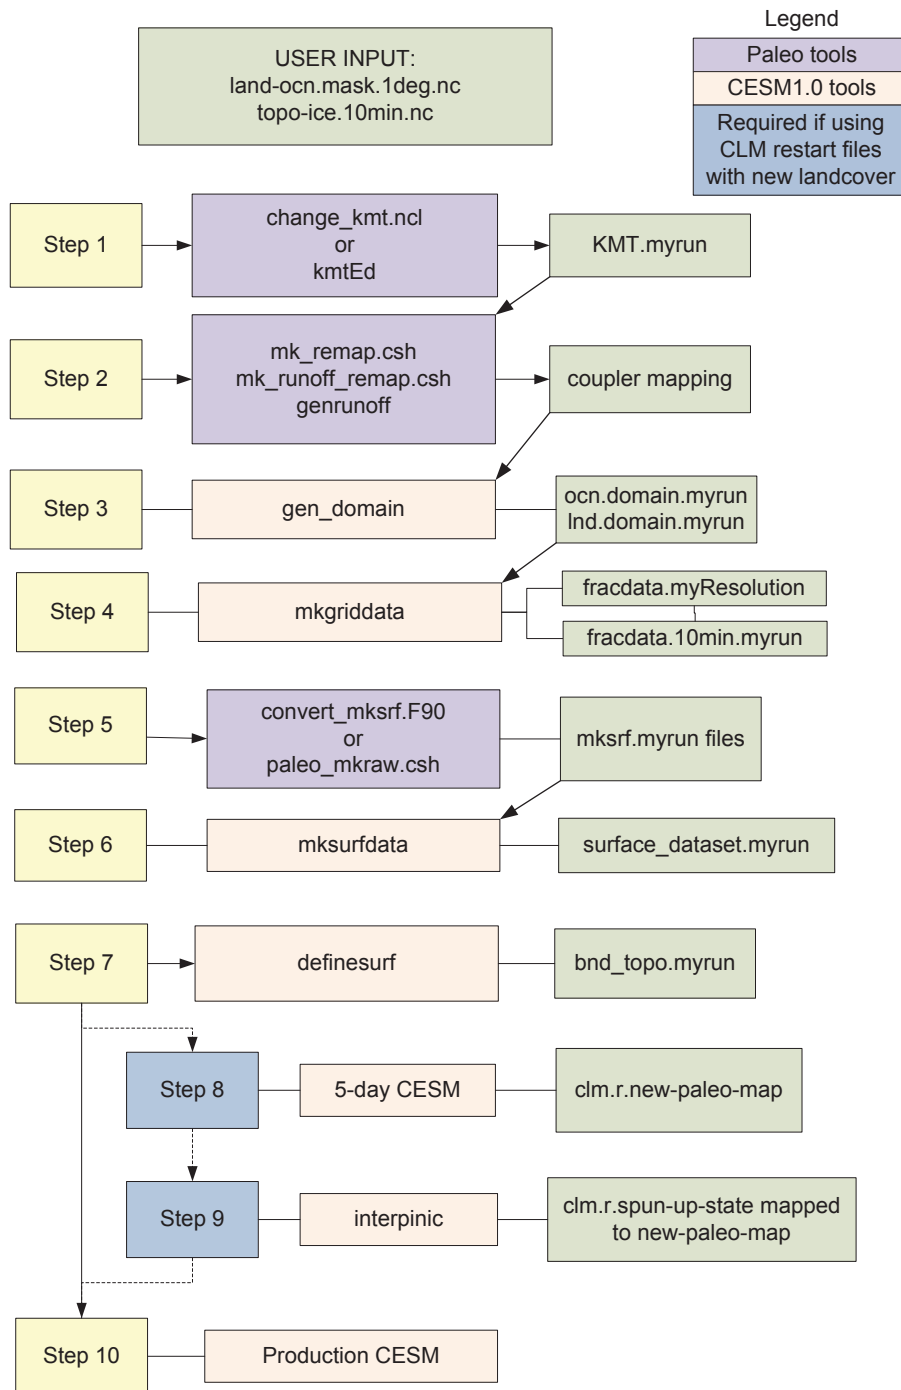 Legend
USER INPUT:
land-ocn.mask.1deg.nc
topo-ice.10min.nc
Paleo tools
CESM1.0 tools
Required if using
CLM restart files
with new landcover
Step 1
change_kmt.ncl
or
kmtEd
KMT.myrun
Step 2
mk_remap.csh
mk_runoff_remap.csh
genrunoff
coupler mapping
Step 3
gen_domain
ocn.domain.myrun
lnd.domain.myrun
Step 4
mkgriddata
fracdata.myResolution
fracdata.10min.myrun
Step 5
convert_mksrf.F90
or
paleo_mkraw.csh
mksrf.myrun files
Step 6
mksurfdata
surface_dataset.myrun
Step 7
definesurf
bnd_topo.myrun
Step 8
5-day CESM
clm.r.new-paleo-map
Step 9
interpinic
clm.r.spun-up-state mapped
to new-paleo-map
Step 10
Production CESM